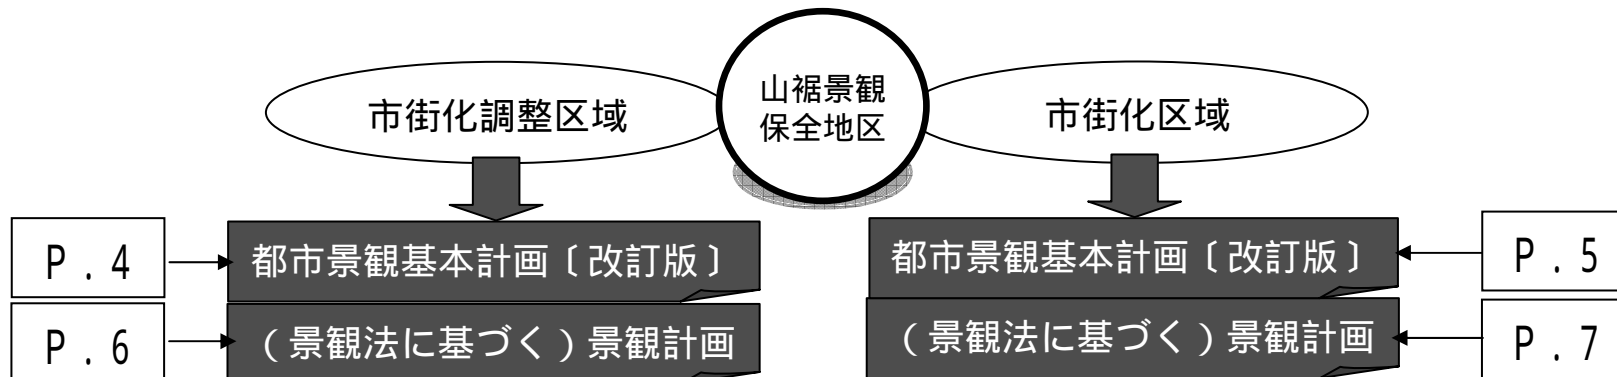 山裾景観
保全地区
市街化調整区域
市街化区域
P.4
都市景観基本計画〔改訂版〕
都市景観基本計画〔改訂版〕
P.5
P.6
(景観法に基づく)景観計画
(景観法に基づく)景観計画
P.7